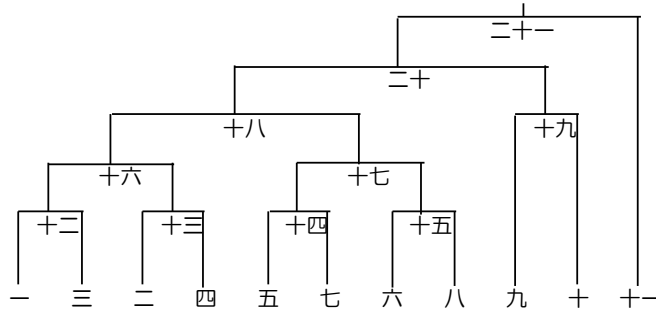 二十一
二十
十八 十九
十六 十七
十二 十三 十四 十五
一 三 二 四 五 七 六 八 九 十 十一